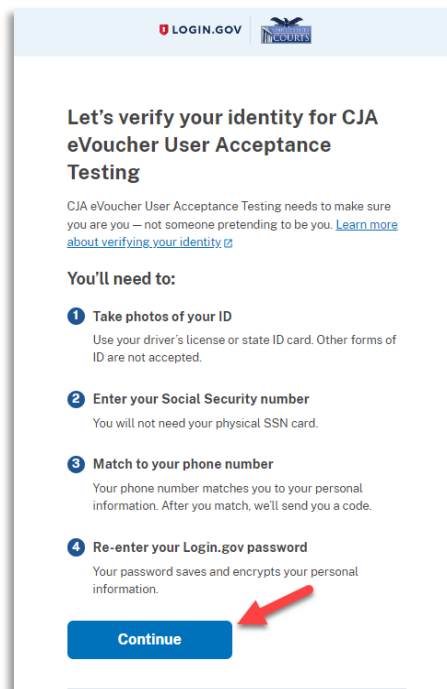 LOGIN.GOV
UNITED STATES
COURTS
Let’s verify your identity for CJA
eVoucher User Acceptance
Testing
CJA eVoucher User Acceptance Testing needs to make sure
you are you — not someone pretending to be you. Learn more
about verifying your identity
You’ll need to:
1 Take photos of your ID
Use your driver’s license or state ID card. Other forms of
ID are not accepted.
2 Enter your Social Security number
You will not need your physical SSN card.
3 Match to your phone number
Your phone number matches you to your personal
information. After you match, we’ll send you a code.
4 Re-enter your Login.gov password
Your password saves and encrypts your personal
information.
Continue